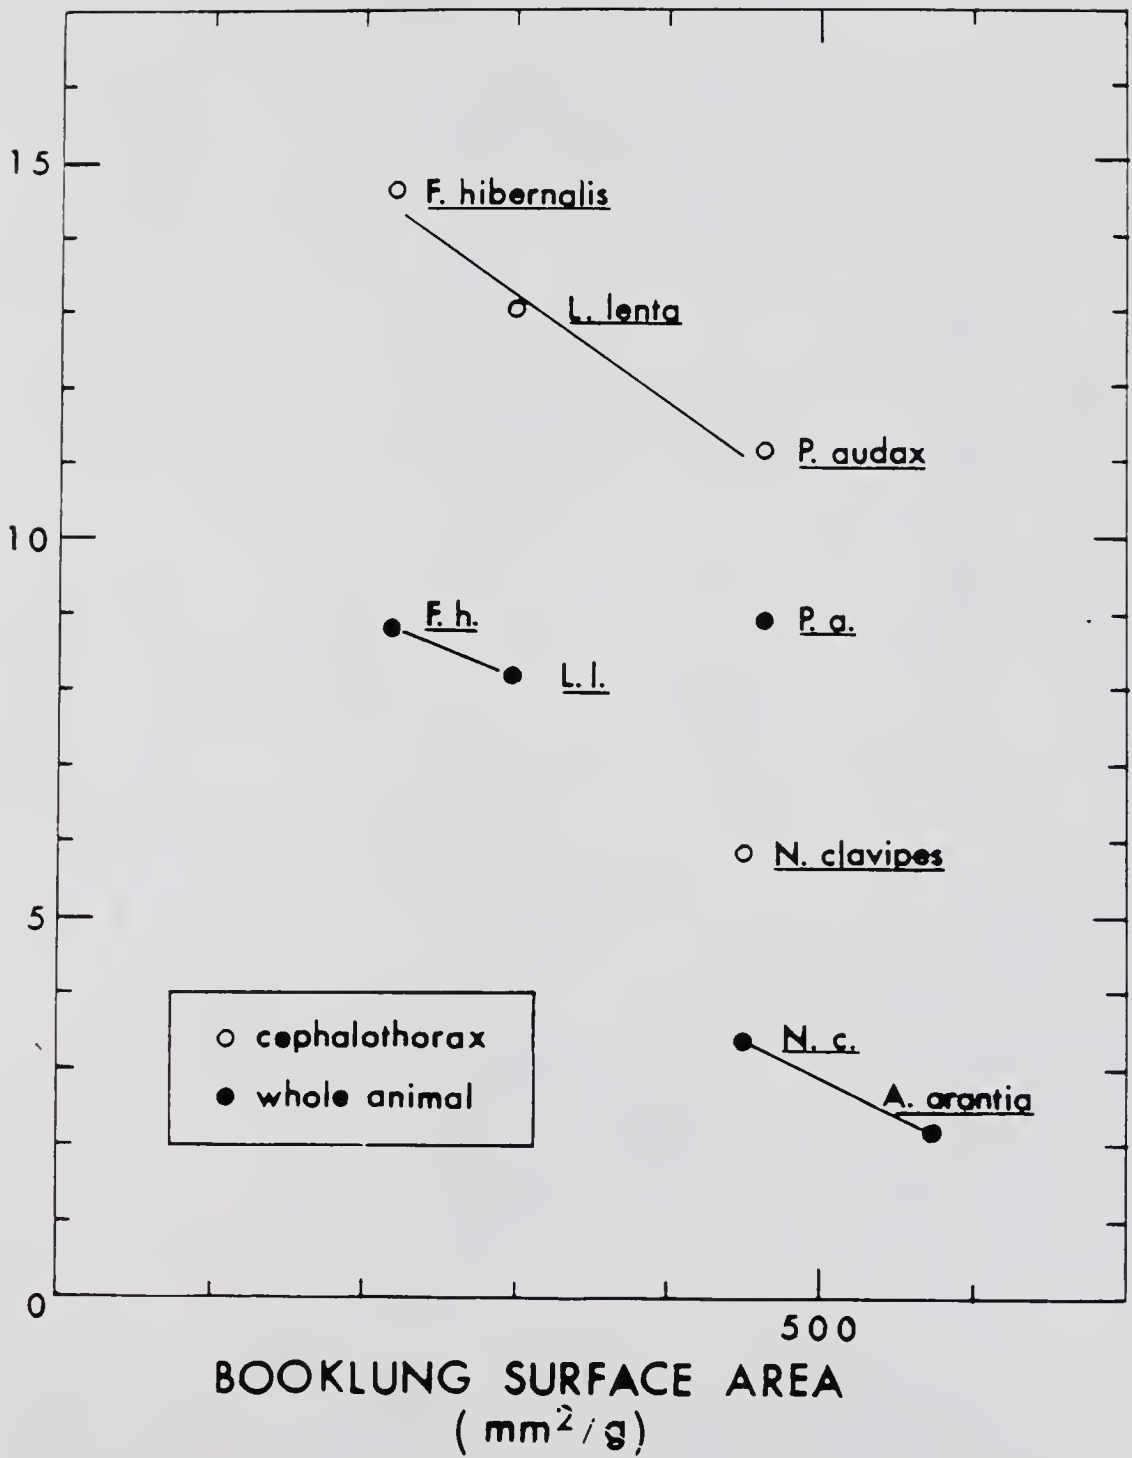 15
F. hibernalis
L. lenta
P. audax
10
F. h.
P. a.
L. l.
N. clavipes
5
cephalothorax
N. c.
whole animal
A. arantia
0
500
BOOKLUNG SURFACE AREA
(mm²/g)